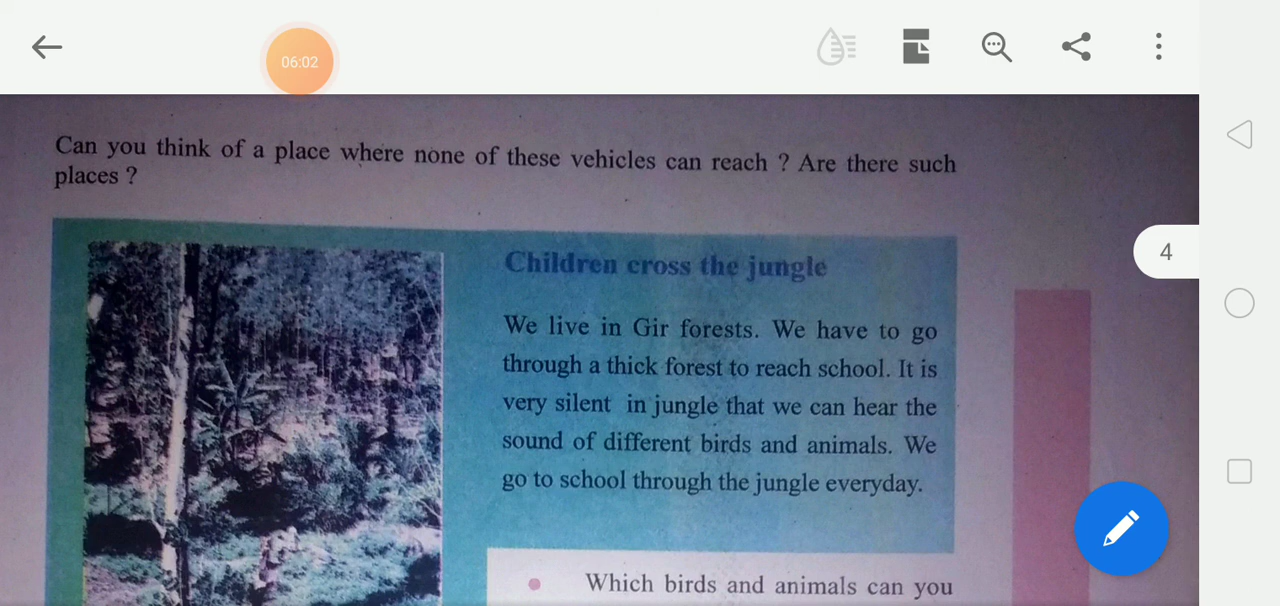 06:02
Can you think of a place where none of these vehicles can reach ? Are there such
places ?
4
Children cross the jungle
We live in Gir forests. We have to go
through a thick forest to reach school. It is
very silent in jungle that we can hear the
sound of different birds and animals. We
go to school through the jungle everyday.
Which birds and animals can you